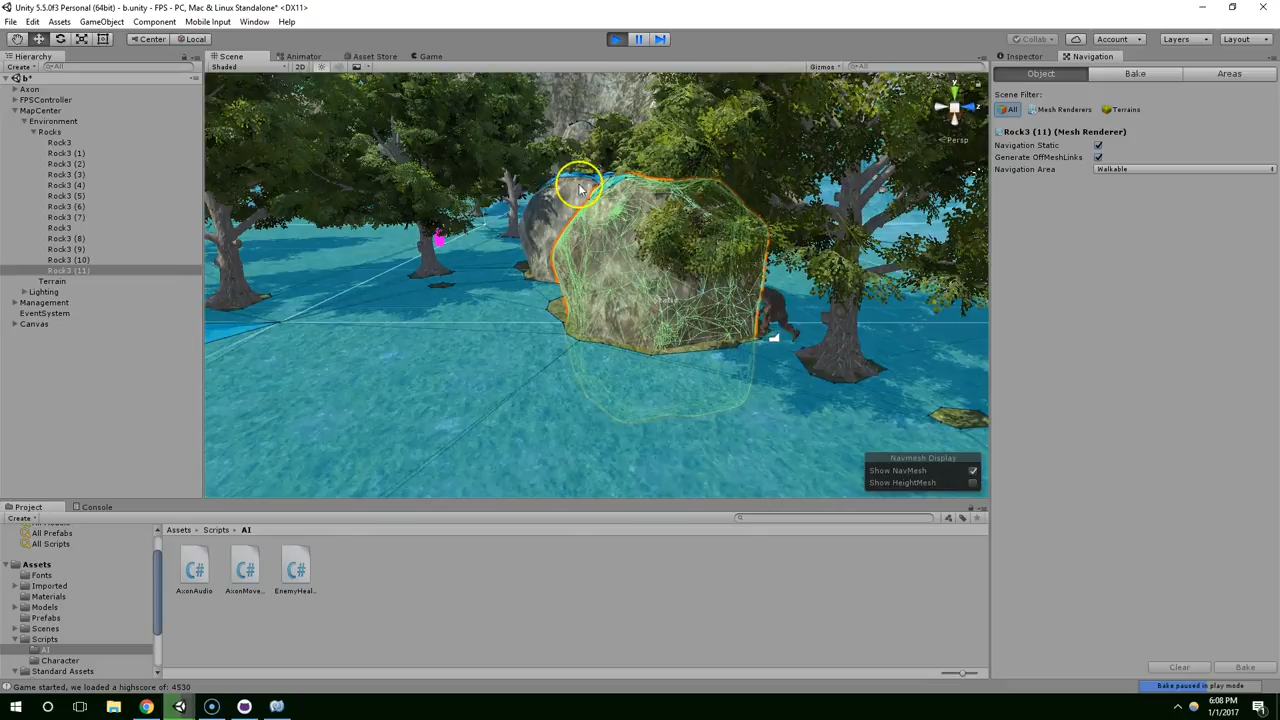 Unity 5.5.0f3 Personal (64bit) - b.unity - FPS - PC, Mac & Linux Standalone* <DX11>
File Edit Assets GameObject Component Mobile Input Window Help
Center Local Collab Account Layers Layout
Hierarchy Scene Animator Asset Store Game Inspector Navigation
Create All Shaded 2D Gizmos All Object Bake Areas
b*
Axon
FPSController
MapCenter
Environment
Rocks
Rock3
Rock3 (1)
Rock3 (2)
Rock3 (3)
Rock3 (4)
Rock3 (5)
Rock3 (6)
Rock3 (7)
Rock3
Rock3 (8)
Rock3 (9)
Rock3 (10)
Rock3 (11)
Terrain
Lighting
Management
EventSystem
Canvas
y
z
Persp
Static
Navmesh Display
Show NavMesh
Show HeightMesh
Scene Filter:
All Mesh Renderers Terrains
Rock3 (11) (Mesh Renderer)
Navigation Static
Generate OffMeshLinks
Navigation Area Walkable
Clear Bake
Project Console
Create
All Prefabs
All Scripts
Assets
Fonts
Imported
Materials
Models
Prefabs
Scenes
Scripts
AI
Character
Standard Assets
Assets Scripts AI
C# C# C#
AxonAudio AxonMove... EnemyHeal...
Game started, we loaded a highscore of: 4530
Bake paused in play mode
6:08 PM
1/1/2017